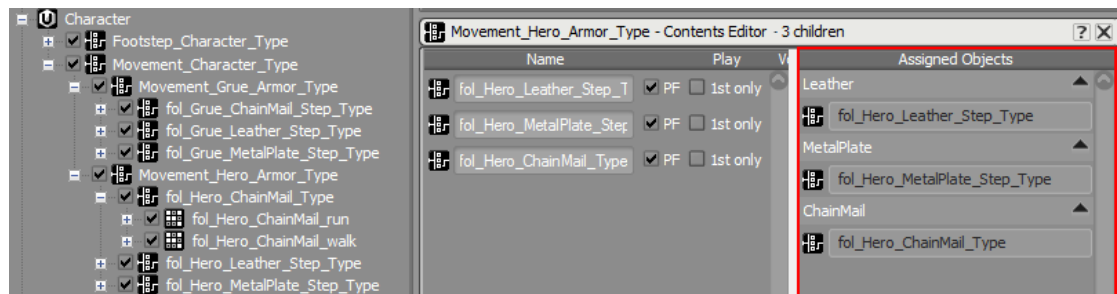 Character
Footstep_Character_Type
Movement_Character_Type
Movement_Grue_Armor_Type
fol_Grue_ChainMail_Step_Type
fol_Grue_Leather_Step_Type
fol_Grue_MetalPlate_Step_Type
Movement_Hero_Armor_Type
fol_Hero_ChainMail_Type
fol_Hero_ChainMail_run
fol_Hero_ChainMail_walk
fol_Hero_Leather_Step_Type
fol_Hero_MetalPlate_Step_Type
Movement_Hero_Armor_Type - Contents Editor - 3 children ? X
Name Play V
fol_Hero_Leather_Step_T PF 1st only
fol_Hero_MetalPlate_Step PF 1st only
fol_Hero_ChainMail_Type PF 1st only
Assigned Objects
Leather
fol_Hero_Leather_Step_Type
MetalPlate
fol_Hero_MetalPlate_Step_Type
ChainMail
fol_Hero_ChainMail_Type